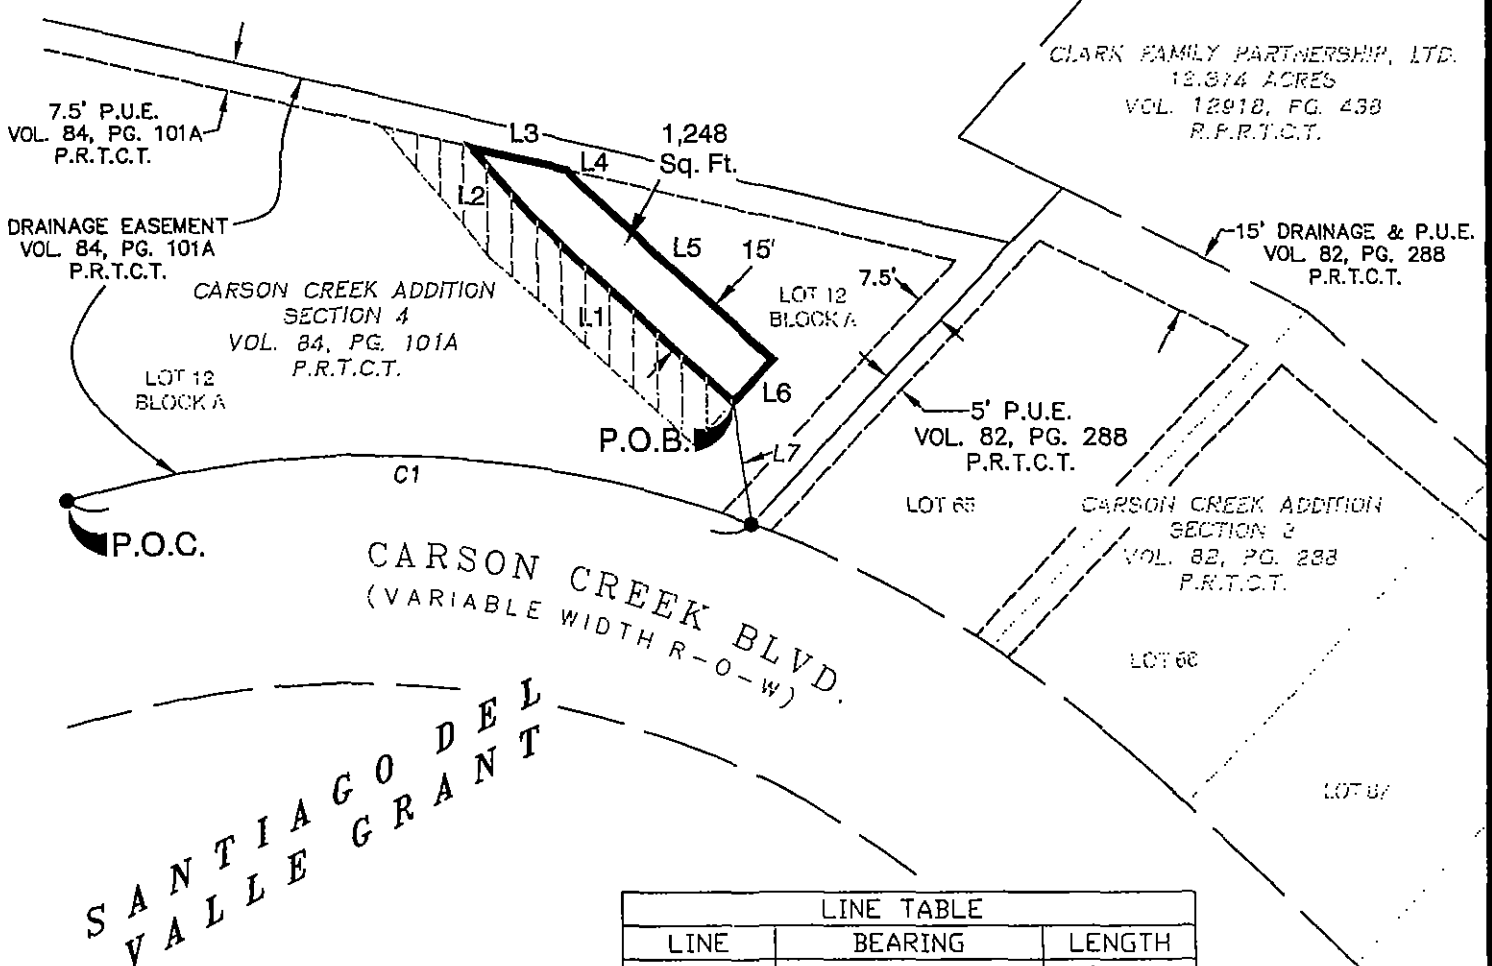 CLARK FAMILY PARTNERSHIP, LTD.
12.874 ACRES
VOL. 12918, PG. 438
R.P.R.T.C.T.
7.5' P.U.E.
VOL. 84, PG. 101A
P.R.T.C.T.
L3
L4
1,248
Sq. Ft.
L2
DRAINAGE EASEMENT
VOL. 84, PG. 101A
P.R.T.C.T.
15' DRAINAGE & P.U.E.
VOL. 82, PG. 288
P.R.T.C.T.
L5
15'
7.5'
CARSON CREEK ADDITION
SECTION 4
VOL. 84, PG. 101A
P.R.T.C.T.
LOT 12
BLOCK A
L1
LOT 12
BLOCK A
L6
P.O.B.
L7
5' P.U.E.
VOL. 82, PG. 288
P.R.T.C.T.
C1
P.O.C.
LOT 65
CARSON CREEK ADDITION
SECTION
VOL. 82, PG. 288
P.R.T.C.T.
CARSON CREEK BLVD.
(VARIABLE WIDTH R-O-W)
LOT 66
LOT 67
SANTIAGO DEL
VALLE GRANT
LINE TABLE
LINE BEARING LENGTH